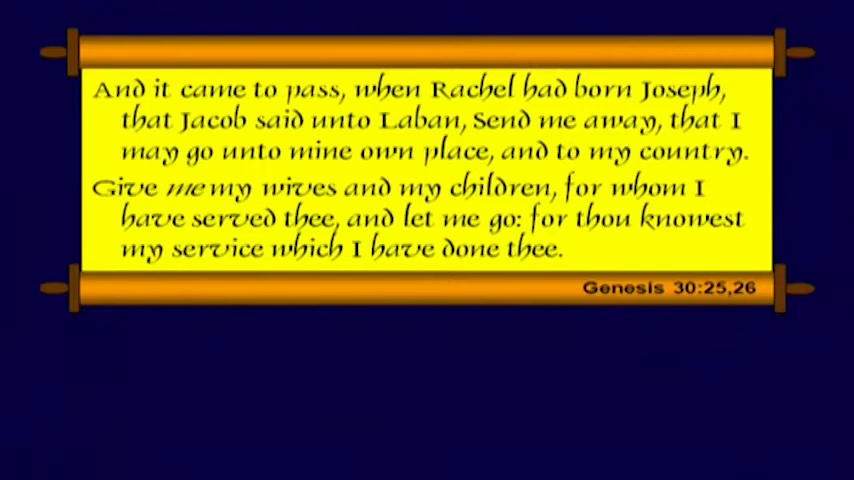 And it came to pass, when Rachel had born Joseph,
that Jacob said unto Laban, Send me away, that I
may go unto mine own place, and to my country.
Give me my wives and my children, for whom I
have served thee, and let me go: for thou knowest
my service which I have done thee.
Genesis 30:25,26